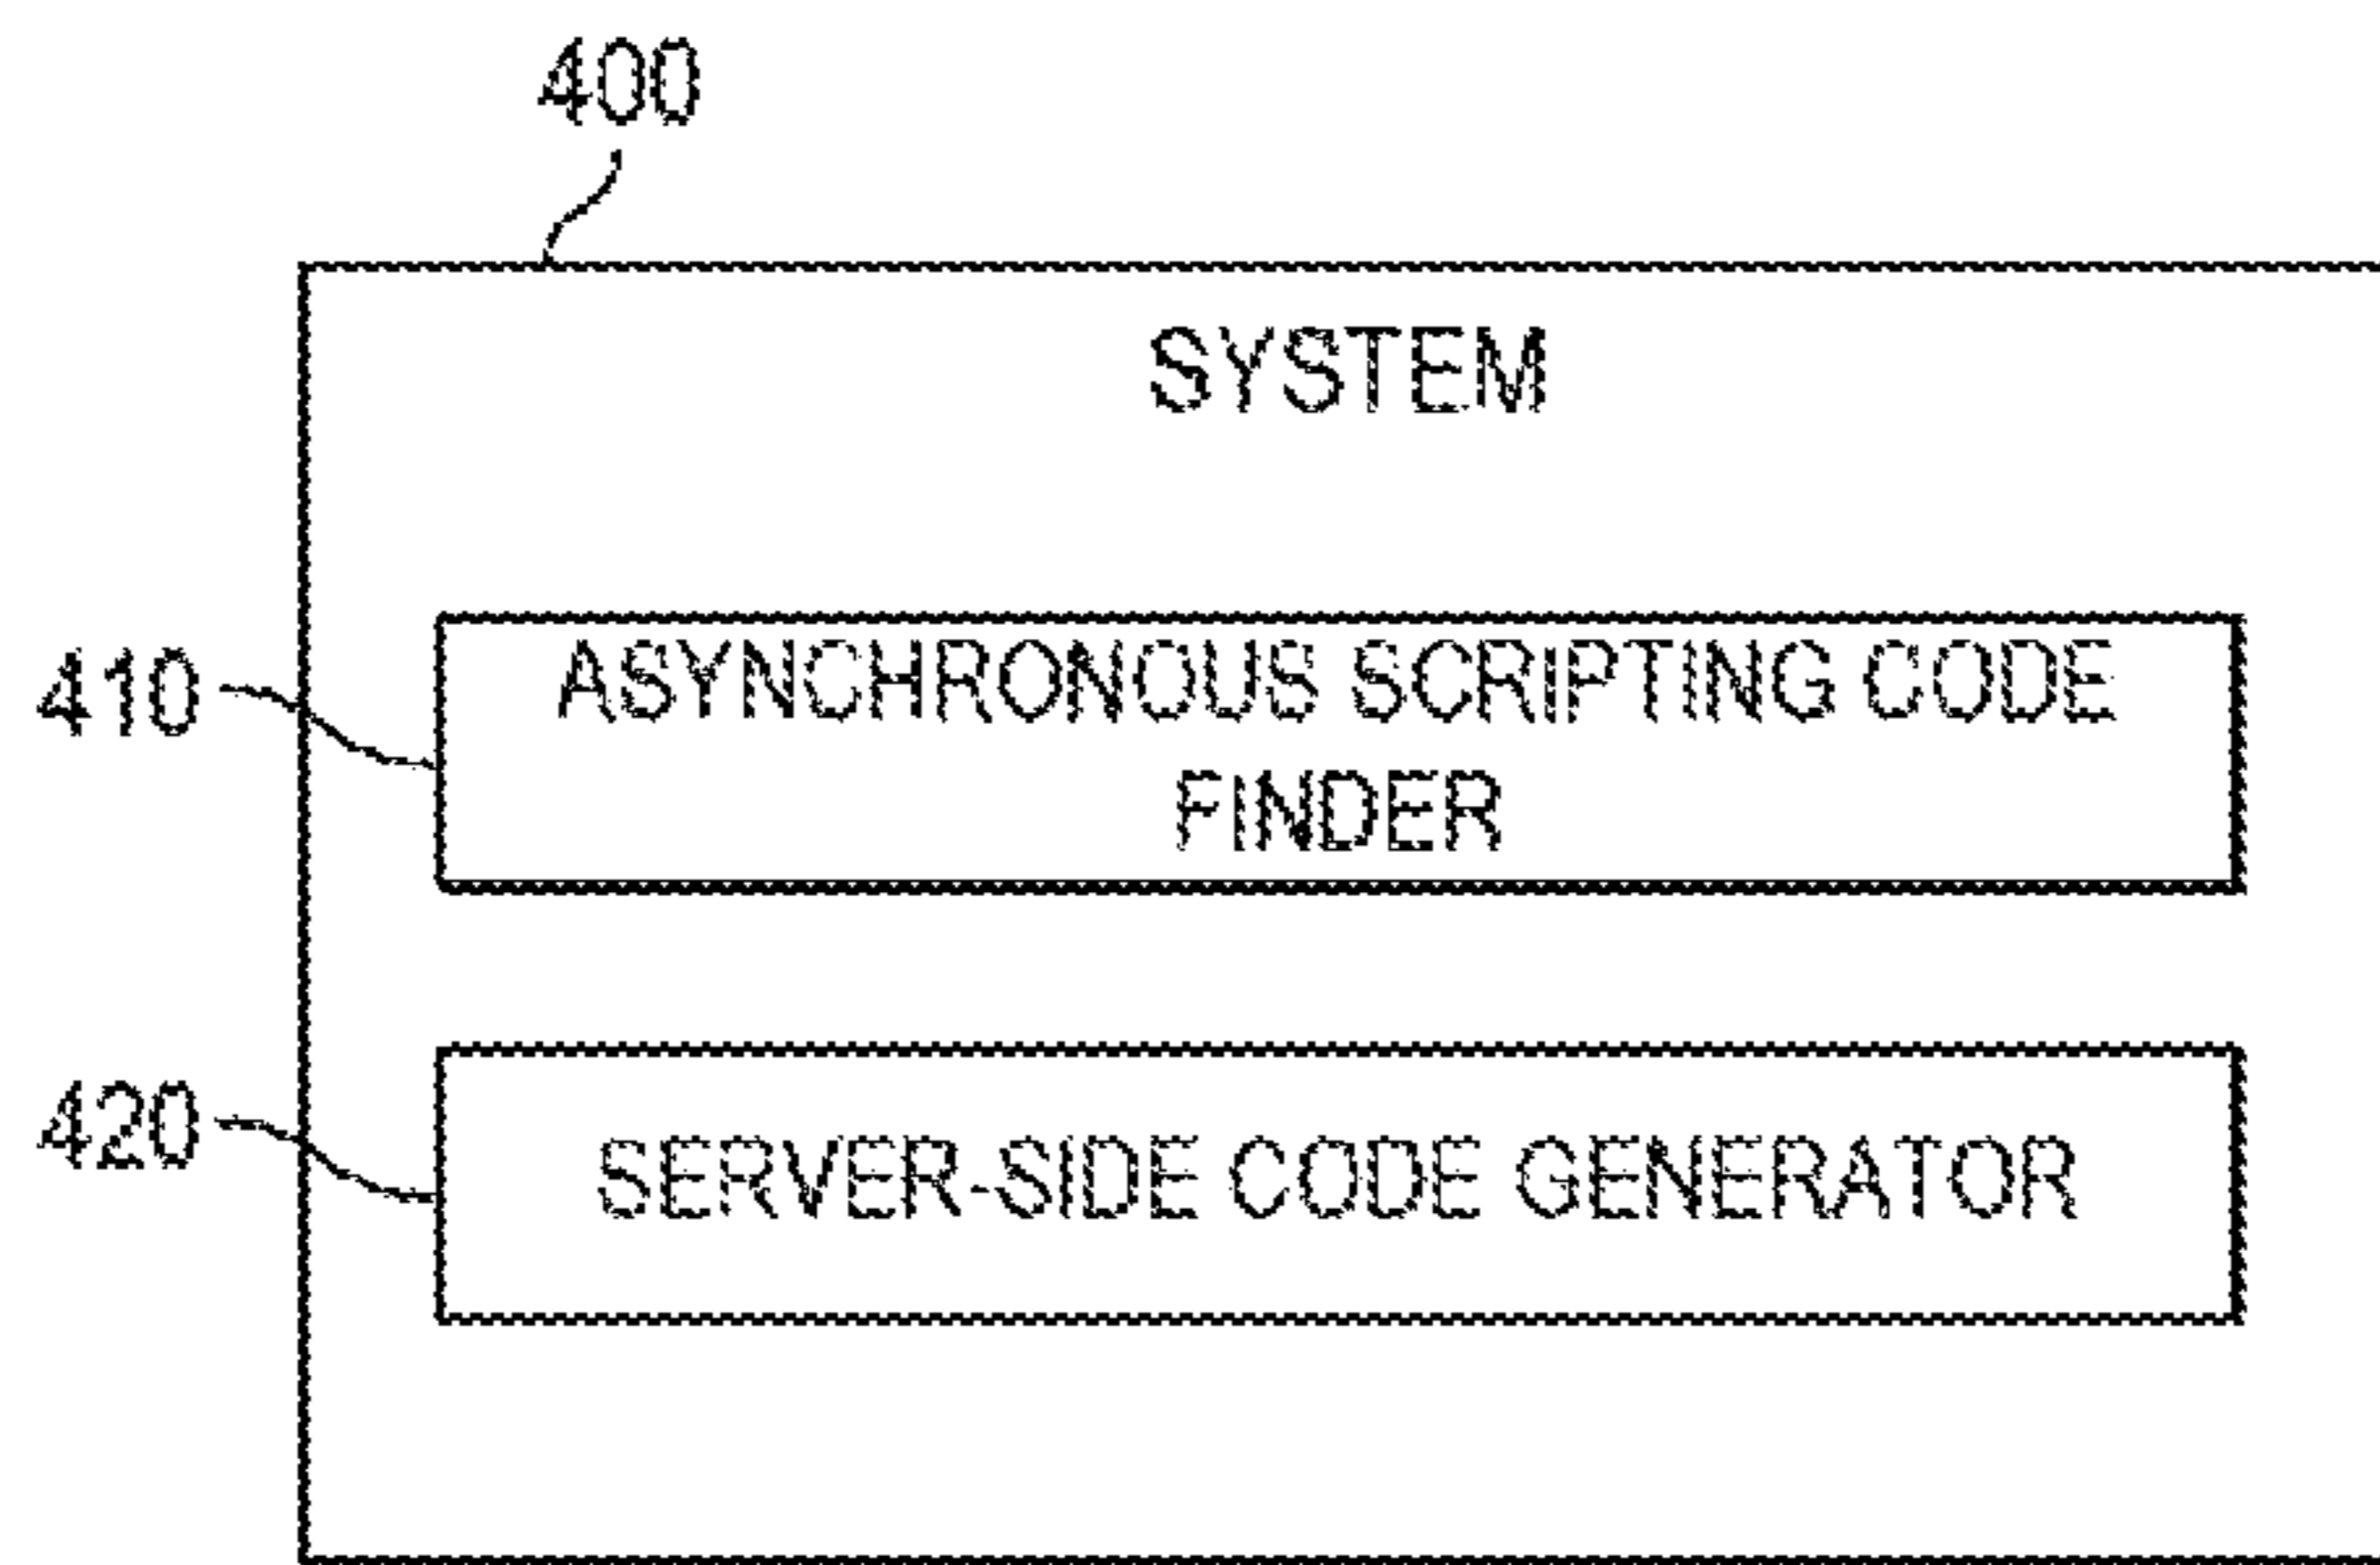 400
SYSTEM
410
ASYNCHRONOUS SCRIPTING CODE
FINDER
420
SERVER-SIDE CODE GENERATOR